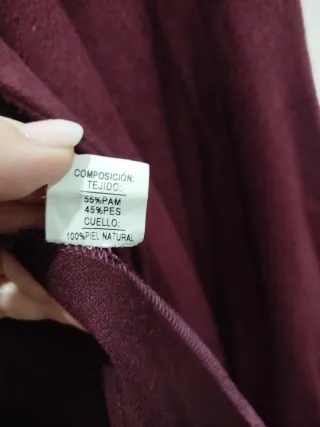 COMPOSICIÓN:
TEJIDO:
55%PAM
45%PES
CUELLO:
100%PIEL NATURAL